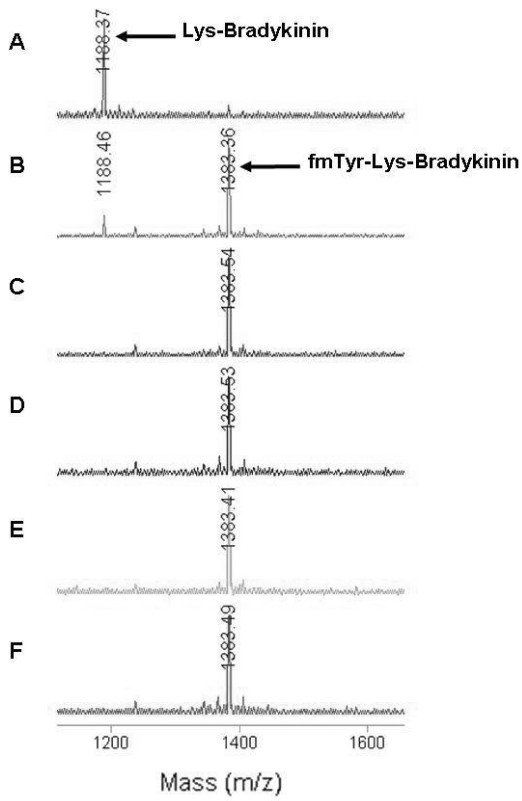 A
1188.37
Lys-Bradykinin
B
1188.46
1383.36
fmTyr-Lys-Bradykinin
C
1383.54
D
1383.53
E
1383.41
F
1383.49
1200 1400 1600
Mass (m/z)